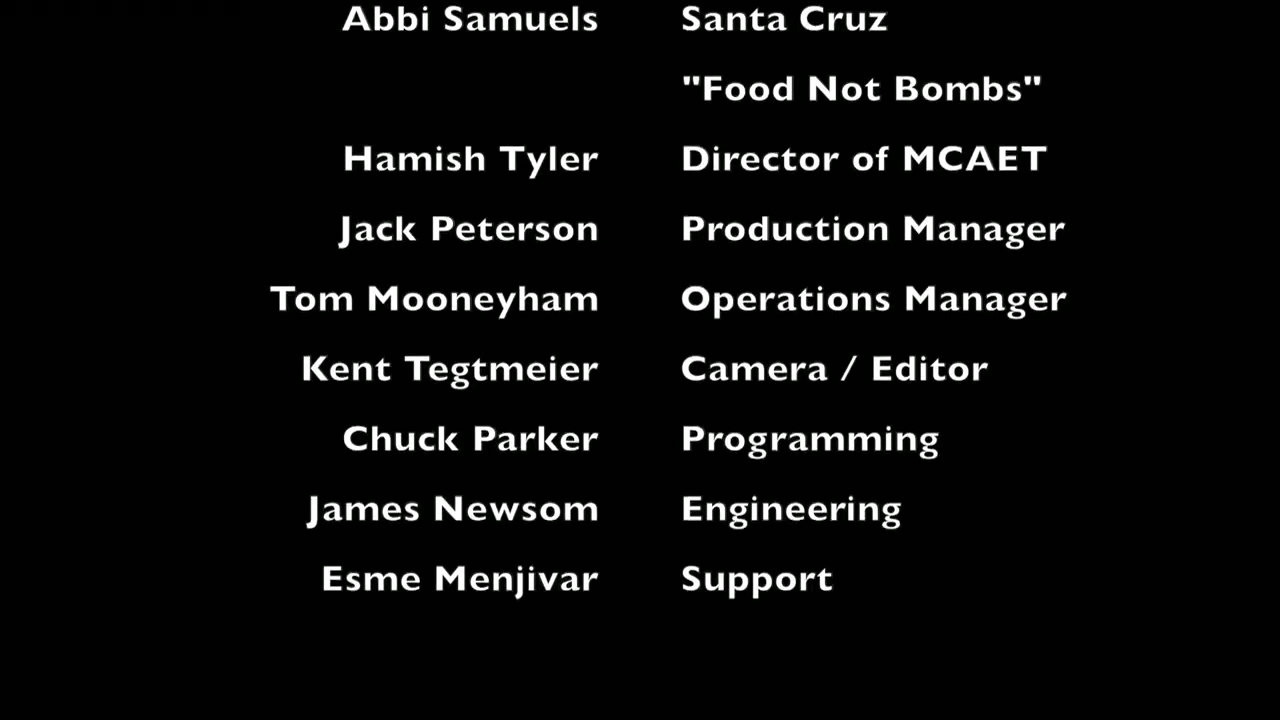 Abbi Samuels Santa Cruz
"Food Not Bombs"
Hamish Tyler Director of MCAET
Jack Peterson Production Manager
Tom Mooneyham Operations Manager
Kent Tegtmeier Camera / Editor
Chuck Parker Programming
James Newsom Engineering
Esme Menjivar Support